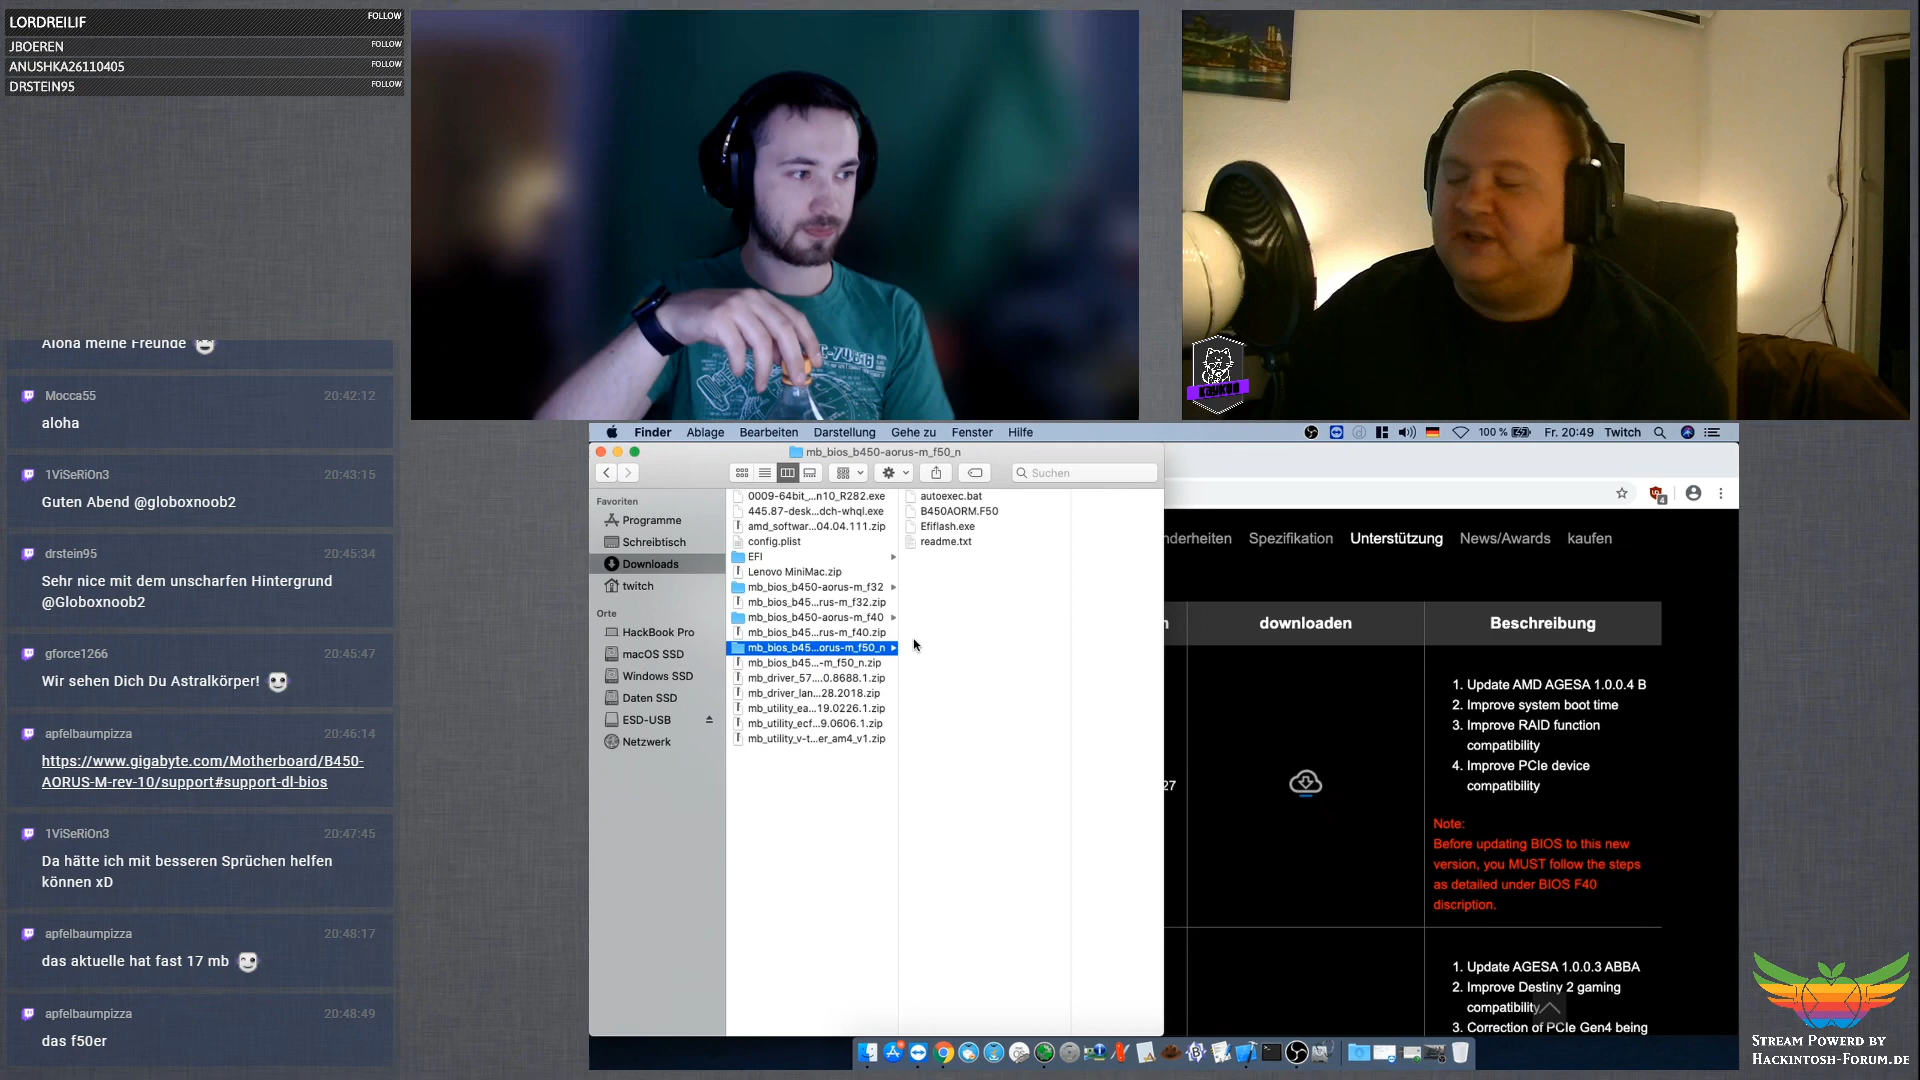 LORDREILIF FOLLOW
JBOEREN FOLLOW
ANUSHKA26110405 FOLLOW
DRSTEIN95 FOLLOW
Aloha meine Freunde
Mocca55 20:42:12
aloha
1ViSeRiOn3 20:43:15
Guten Abend @globoxnoob2
drstein95 20:45:34
Sehr nice mit dem unscharfen Hintergrund
@Globoxnoob2
gforce1266 20:45:47
Wir sehen Dich Du Astralkörper!
apfelbaumpizza 20:46:14
https://www.gigabyte.com/Motherboard/B450-
AORUS-M-rev-10/support#support-dl-bios
1ViSeRiOn3 20:47:45
Da hätte ich mit besseren Sprüchen helfen
können xD
apfelbaumpizza 20:48:17
das aktuelle hat fast 17 mb
apfelbaumpizza 20:48:49
das f50er
Finder Ablage Bearbeiten Darstellung Gehe zu Fenster Hilfe 100 % Fr. 20:49 Twitch
mb_bios_b450-aorus-m_f50_n
Suchen
Favoriten
Programme
Schreibtisch
Downloads
twitch
Orte
HackBook Pro
macOS SSD
Windows SSD
Daten SSD
ESD-USB
Netzwerk
0009-64bit_...n10_R282.exe
445.87-desk...dch-whql.exe
amd_softwar...04.04.111.zip
config.plist
EFI
Lenovo MiniMac.zip
mb_bios_b450-aorus-m_f32
mb_bios_b45...rus-m_f32.zip
mb_bios_b450-aorus-m_f40
mb_bios_b45...rus-m_f40.zip
mb_bios_b45...orus-m_f50_n
mb_bios_b45...-m_f50_n.zip
mb_driver_57....0.8688.1.zip
mb_driver_lan...28.2018.zip
mb_utility_ea...19.0226.1.zip
mb_utility_ecf...9.0606.1.zip
mb_utility_v-t...er_am4_v1.zip
autoexec.bat
B450AORM.F50
Efiflash.exe
readme.txt
nderheiten Spezifikation Unterstützung News/Awards kaufen
n downloaden Beschreibung
27
1. Update AMD AGESA 1.0.0.4 B
2. Improve system boot time
3. Improve RAID function
compatibility
4. Improve PCIe device
compatibility
Note:
Before updating BIOS to this new
version, you MUST follow the steps
as detailed under BIOS F40
discription.
1. Update AGESA 1.0.0.3 ABBA
2. Improve Destiny 2 gaming
compatibility
3. Correction of PCIe Gen4 being
STREAM POWERD BY
HACKINTOSH-FORUM.DE